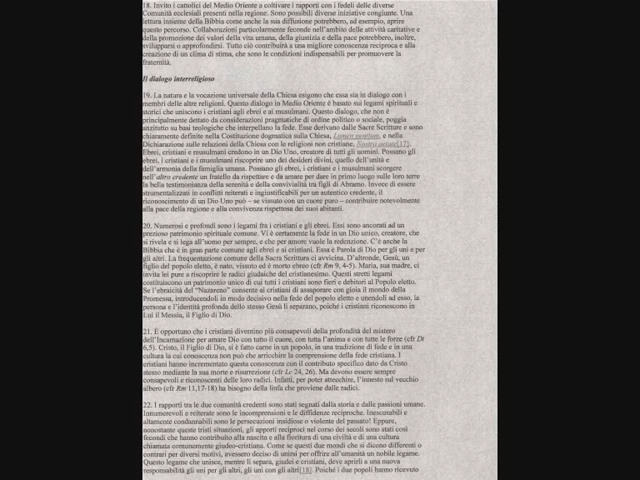 18. Invito i cattolici del Medio Oriente a coltivare i rapporti con i fedeli delle diverse
Comunità ecclesiali presenti nella regione. Sono possibili diverse iniziative congiunte. Una
lettura insieme della Bibbia come anche la sua diffusione potrebbero, ad esempio, aprire
questo percorso. Collaborazioni particolarmente feconde nell'ambito delle attività caritative e
della promozione dei valori della vita umana, della giustizia e della pace potrebbero, inoltre,
svilupparsi o approfondirsi. Tutto ciò contribuirà a una migliore conoscenza reciproca e alla
creazione di un clima di stima, che sono le condizioni indispensabili per promuovere la
fraternità.
Il dialogo interreligioso
19. La natura e la vocazione universale della Chiesa esigono che essa sia in dialogo con i
membri delle altre religioni. Questo dialogo in Medio Oriente è basato sui legami spirituali e
storici che uniscono i cristiani agli ebrei e ai musulmani. Questo dialogo, che non è
principalmente dettato da considerazioni pragmatiche di ordine politico o sociale, poggia
anzitutto su basi teologiche che interpellano la fede. Esse derivano dalle Sacre Scritture e sono
chiaramente definite nella Costituzione dogmatica sulla Chiesa, Lumen gentium, e nella
Dichiarazione sulle relazioni della Chiesa con le religioni non cristiane, Nostra aetate[17].
Ebrei, cristiani e musulmani credono in un Dio Uno, creatore di tutti gli uomini. Possano gli
ebrei, i cristiani e i musulmani riscoprire uno dei desideri divini, quello dell'unità e
dell'armonia della famiglia umana. Possano gli ebrei, i cristiani e i musulmani scorgere
nell'altro credente un fratello da rispettare e da amare per dare in primo luogo sulle loro terre
la bella testimonianza della serenità e della convivialità tra figli di Abramo. Invece di essere
strumentalizzati in conflitti reiterati e ingiustificabili per un autentico credente, il
riconoscimento di un Dio Uno può – se vissuto con un cuore puro – contribuire notevolmente
alla pace della regione e alla convivenza rispettosa dei suoi abitanti.
20. Numerosi e profondi sono i legami fra i cristiani e gli ebrei. Essi sono ancorati ad un
prezioso patrimonio spirituale comune. Vi è certamente la fede in un Dio unico, creatore, che
si rivela e si lega all'uomo per sempre, e che per amore vuole la redenzione. C'è anche la
Bibbia che è in gran parte comune agli ebrei e ai cristiani. Essa è Parola di Dio per gli uni e per
gli altri. La frequentazione comune della Sacra Scrittura ci avvicina. D'altronde, Gesù, un
figlio del popolo eletto, è nato, vissuto ed è morto ebreo (cfr Rm 9, 4-5). Maria, sua madre, ci
invita lei pure a riscoprire le radici giudaiche del cristianesimo. Questi stretti legami
costituiscono un patrimonio unico di cui tutti i cristiani sono fieri e debitori al Popolo eletto.
Se l'ebraicità del "Nazareno" consente ai cristiani di assaporare con gioia il mondo della
Promessa, introducendoli in modo decisivo nella fede del popolo eletto e unendoli ad esso, la
persona e l'identità profonda dello stesso Gesù li separano, poiché i cristiani riconoscono in
Lui il Messia, il Figlio di Dio.
21. È opportuno che i cristiani diventino più consapevoli della profondità del mistero
dell'Incarnazione per amare Dio con tutto il cuore, con tutta l'anima e con tutte le forze (cfr Dt
6,5). Cristo, il Figlio di Dio, si è fatto carne in un popolo, in una tradizione di fede e in una
cultura la cui conoscenza non può che arricchire la comprensione della fede cristiana. I
cristiani hanno incrementato questa conoscenza con il contributo specifico dato da Cristo
stesso mediante la sua morte e risurrezione (cfr Lc 24, 26). Ma devono essere sempre
consapevoli e riconoscenti delle loro radici. Infatti, per poter attecchire, l'innesto sul vecchio
albero (cfr Rm 11,17-18) ha bisogno della linfa che proviene dalle radici.
22. I rapporti tra le due comunità credenti sono stati segnati dalla storia e dalle passioni umane.
Innumerevoli e reiterate sono le incomprensioni e le diffidenze reciproche. Inescusabili e
altamente condannabili sono le persecuzioni insidiose o violente del passato! Eppure,
nonostante queste tristi situazioni, gli apporti reciproci nel corso dei secoli sono stati così
fecondi che hanno contribuito alla nascita e alla fioritura di una civiltà e di una cultura
chiamata comunemente giudeo-cristiana. Come se questi due mondi che si dicono differenti o
contrari per diversi motivi, avessero deciso di unirsi per offrire all'umanità un nobile legame.
Questo legame che unisce, mentre li separa, giudei e cristiani, deve aprirli a una nuova
responsabilità gli uni per gli altri, gli uni con gli altri[18]. Poiché i due popoli hanno ricevuto